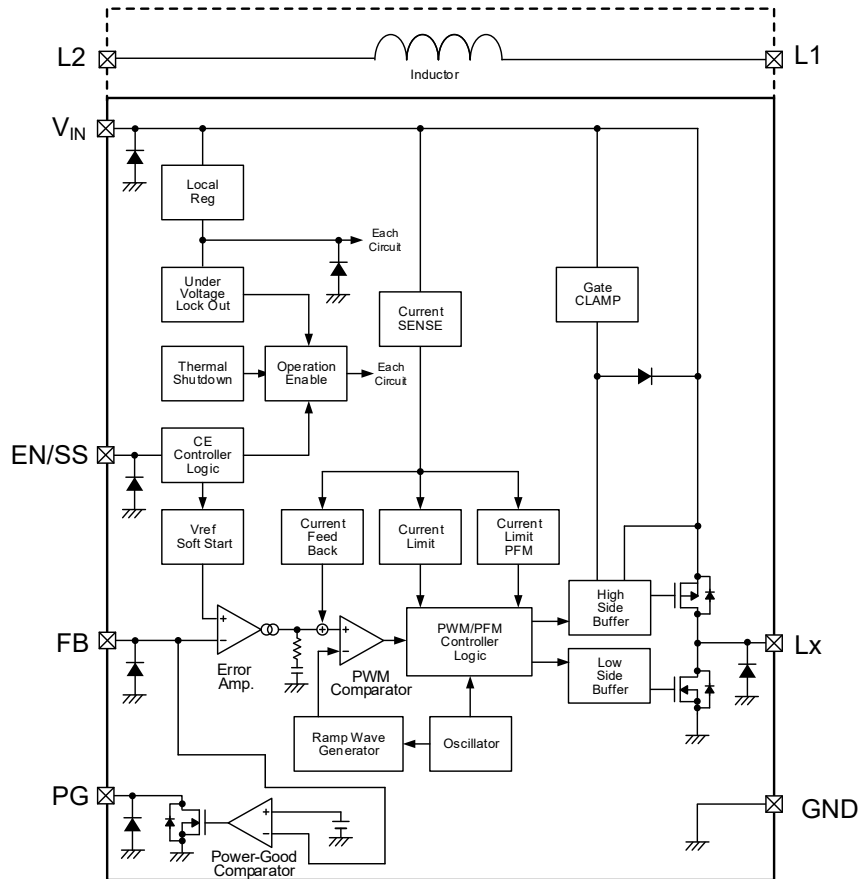 L2
L1
Inductor
VIN
Local
Reg
Each
Circuit
Under
Voltage
Lock Out
Current
SENSE
Gate
CLAMP
Thermal
Shutdown
Operation
Enable
Each
Circuit
EN/SS
CE
Controller
Logic
Vref
Soft Start
Current
Feed
Back
Current
Limit
Current
Limit
PFM
High
Side
Buffer
FB
+
−
Error
Amp.
+
+
−
PWM
Comparator
PWM/PFM
Controller
Logic
Lx
Low
Side
Buffer
Ramp Wave
Generator
Oscillator
PG
+
−
Power-Good
Comparator
GND